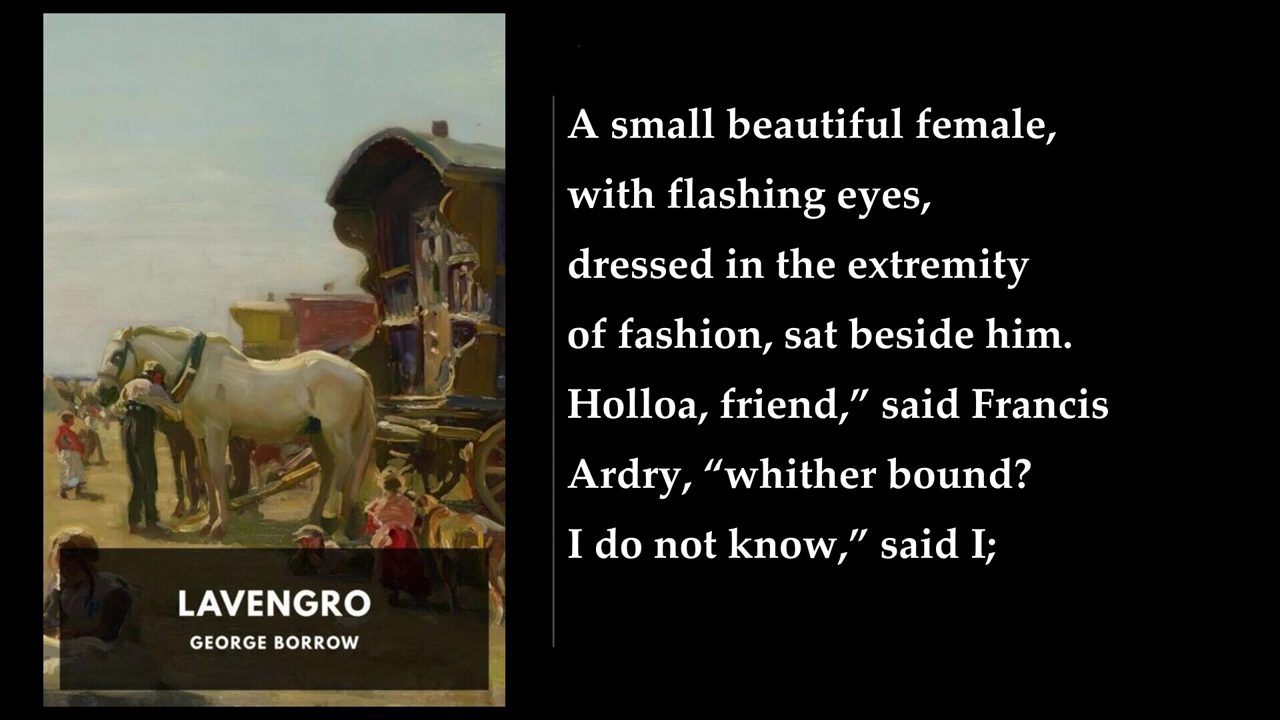 LAVENGRO
GEORGE BORROW
A small beautiful female,
with flashing eyes,
dressed in the extremity
of fashion, sat beside him.
Holloa, friend,” said Francis
Ardry, “whither bound?
I do not know,” said I;